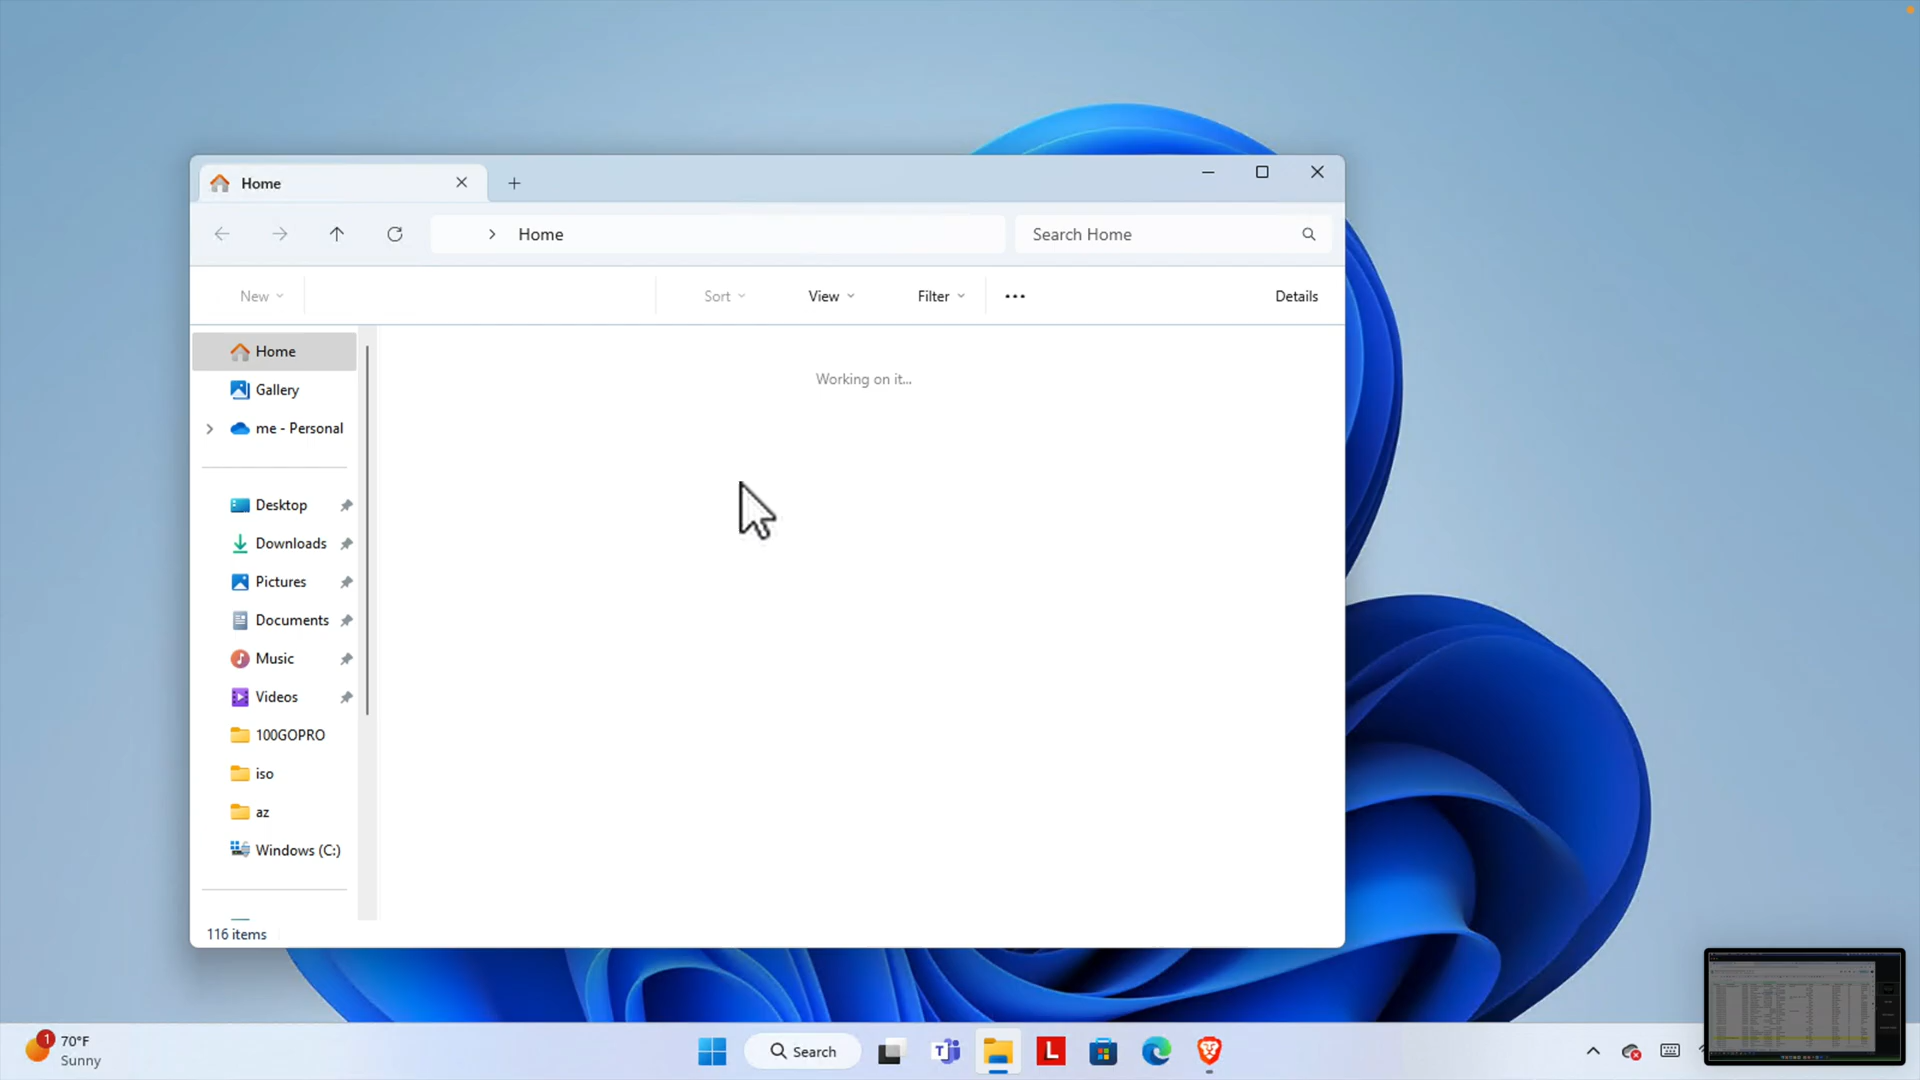 Home
Home
Search Home
New
Sort
View
Filter
Details
Home
Gallery
me - Personal
Working on it...
Desktop
Downloads
Pictures
Documents
Music
Videos
100GOPRO
iso
az
Windows (C:)
116 items
1
70°F
Sunny
Search
T
L